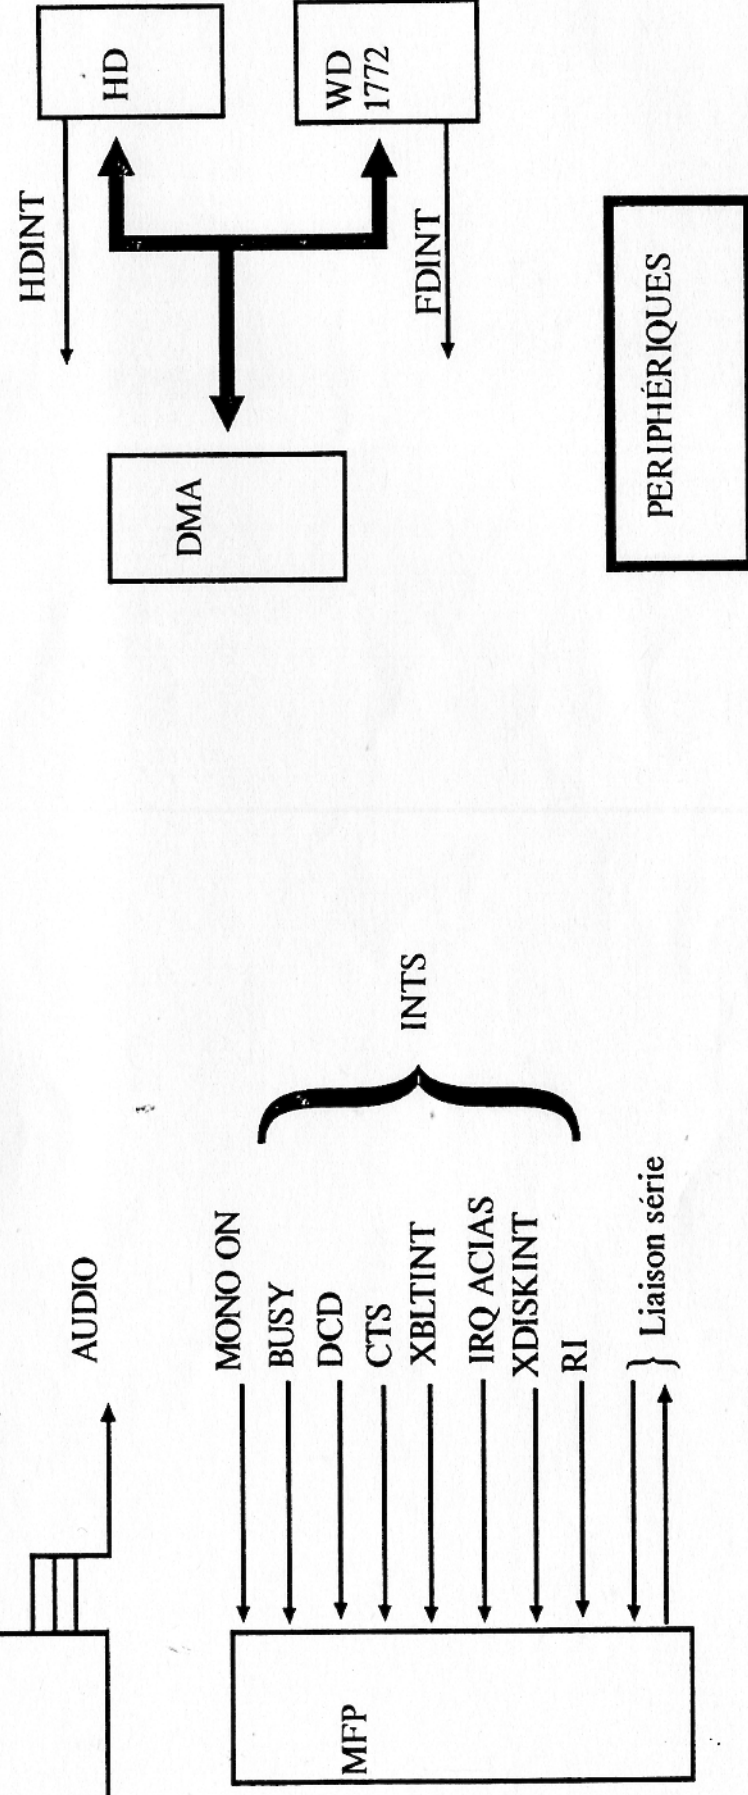 AUDIO
MFP
MONO ON
BUSY
DCD
CTS
XBLTINT
IRQ ACIAS
XDISKINT
RI
} Liaison série
INTS
DMA
HDINT
HD
FDINT
WD
1772
PERIPHÉRIQUES